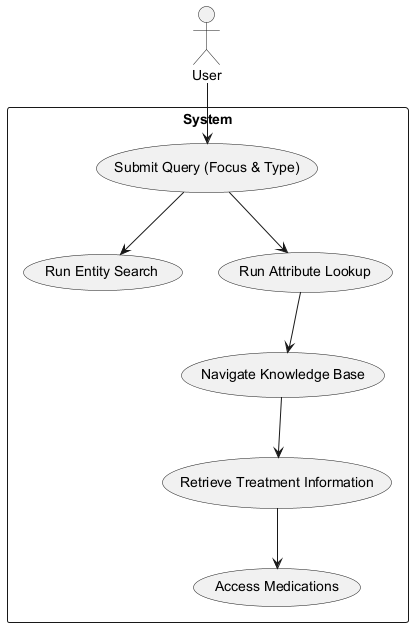 User
System
Submit Query (Focus & Type)
Run Entity Search
Run Attribute Lookup
Navigate Knowledge Base
Retrieve Treatment Information
Access Medications